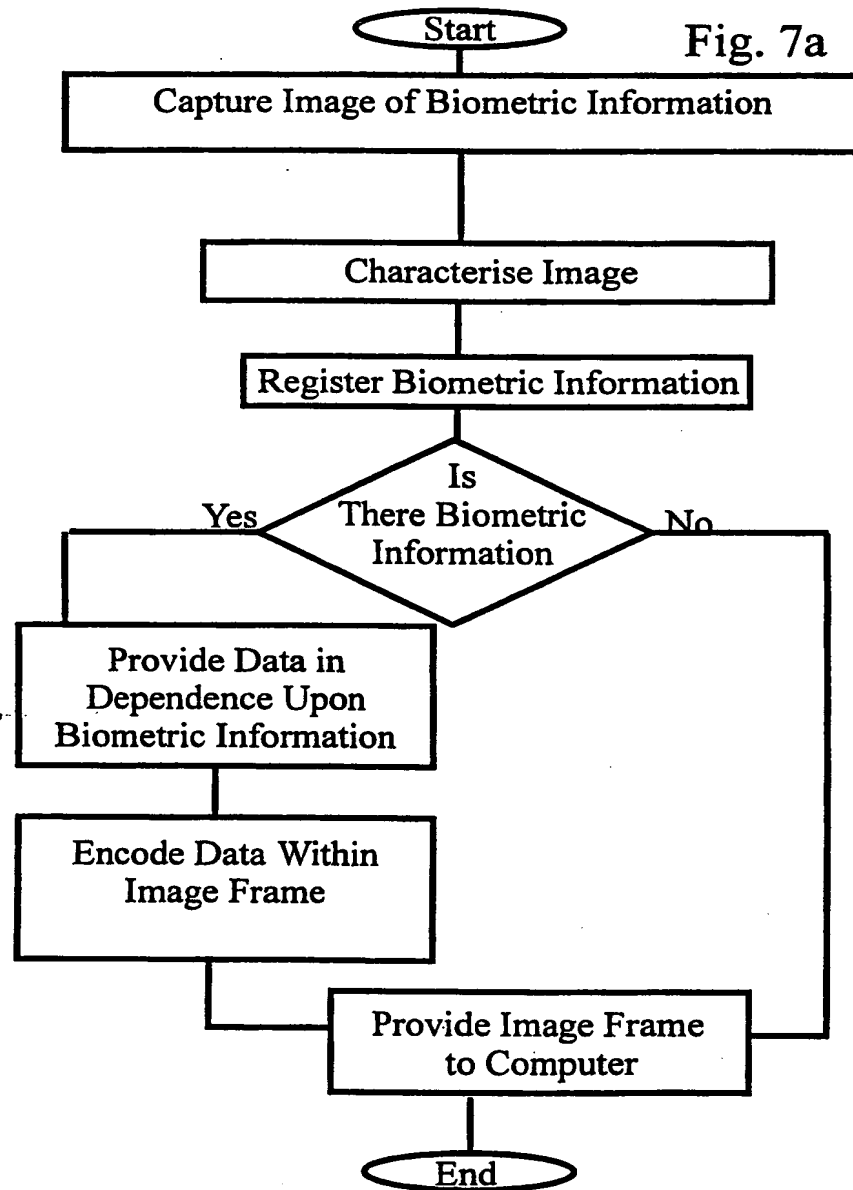 Start
Fig. 7a
Capture Image of Biometric Information
Characterise Image
Register Biometric Information
Is
There Biometric
Information
Yes
No
Provide Data in
Dependence Upon
Biometric Information
Encode Data Within
Image Frame
Provide Image Frame
to Computer
End